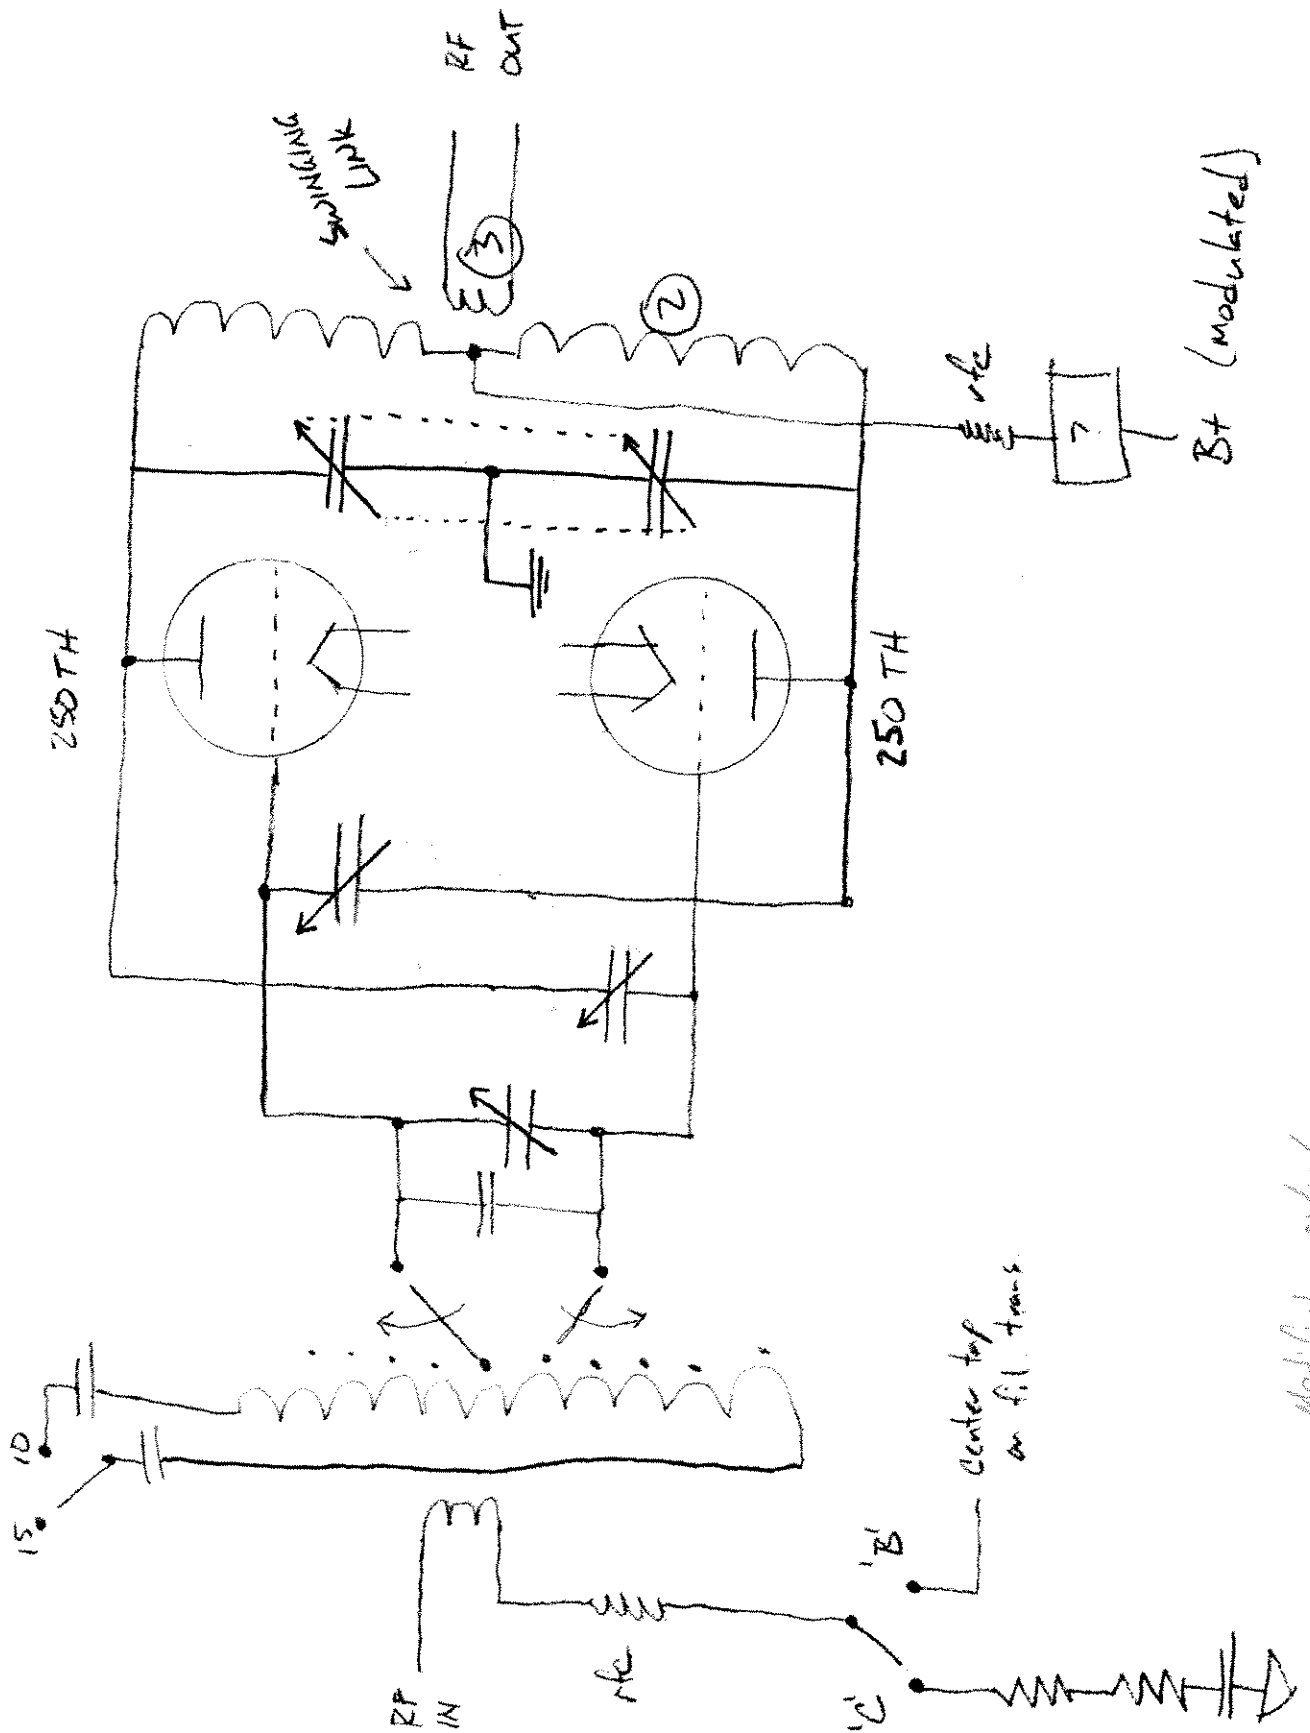 10
15
RF
IN
rfc
'C'
'B'
Center tap
on fil. trans.
250 TH
250 TH
SWINGING
LINK
RF
OUT
3
2
rfc
?
B+ (modulated)